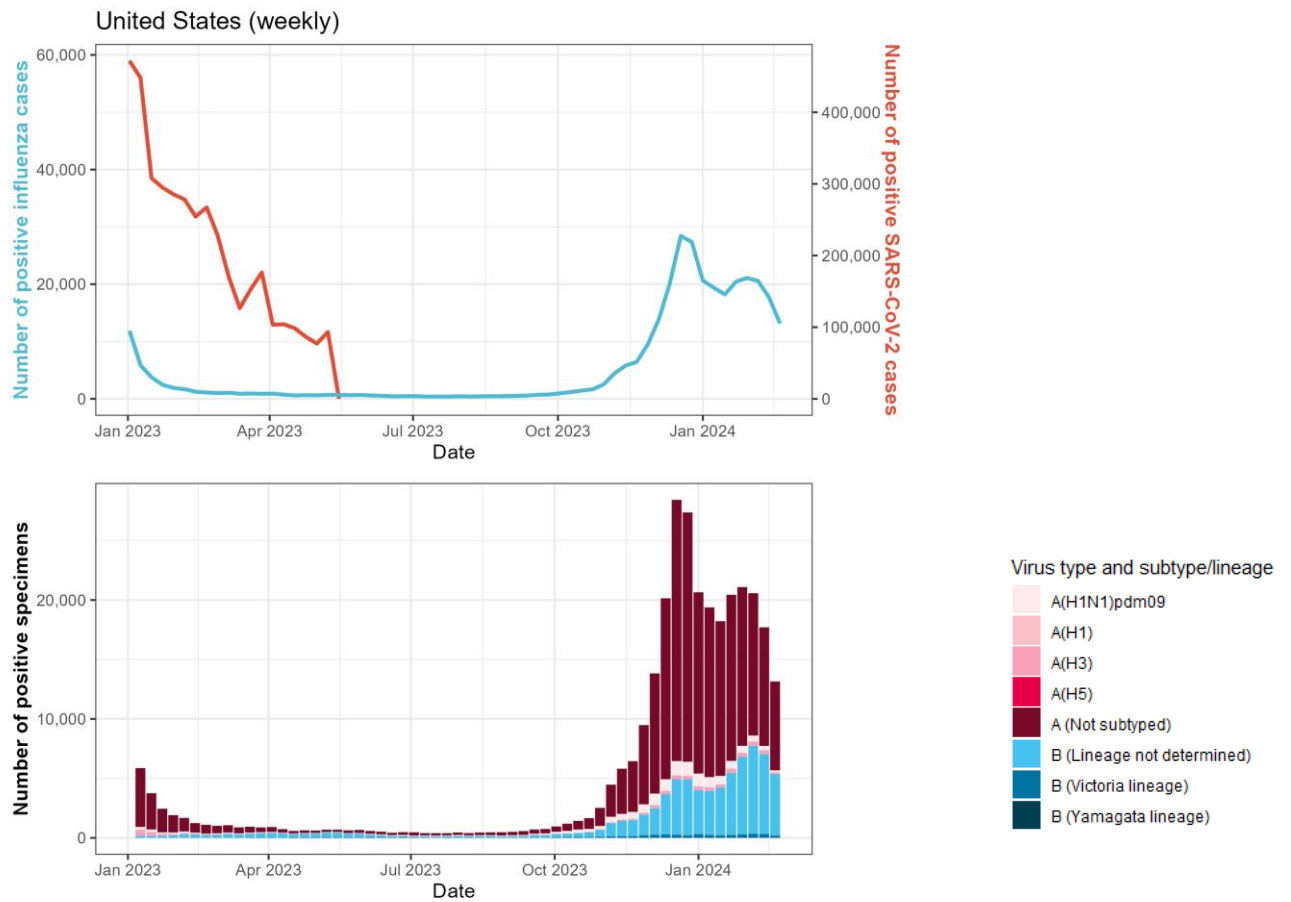 United States (weekly)
Number of positive influenza cases
60,000
40,000
20,000
0
Number of positive SARS-CoV-2 cases
400,000
300,000
200,000
100,000
0
Jan 2023 Apr 2023 Jul 2023 Oct 2023 Jan 2024
Date
Number of positive specimens
20,000
10,000
0
Jan 2023 Apr 2023 Jul 2023 Oct 2023 Jan 2024
Date
Virus type and subtype/lineage
A(H1N1)pdm09
A(H1)
A(H3)
A(H5)
A (Not subtyped)
B (Lineage not determined)
B (Victoria lineage)
B (Yamagata lineage)